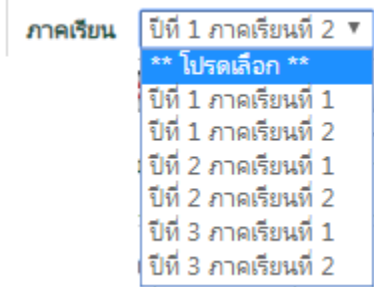 ภาคเรียน ปีที่ 1 ภาคเรียนที่ 2
** โปรดเลือก **
ปีที่ 1 ภาคเรียนที่ 1
ปีที่ 1 ภาคเรียนที่ 2
ปีที่ 2 ภาคเรียนที่ 1
ปีที่ 2 ภาคเรียนที่ 2
ปีที่ 3 ภาคเรียนที่ 1
ปีที่ 3 ภาคเรียนที่ 2